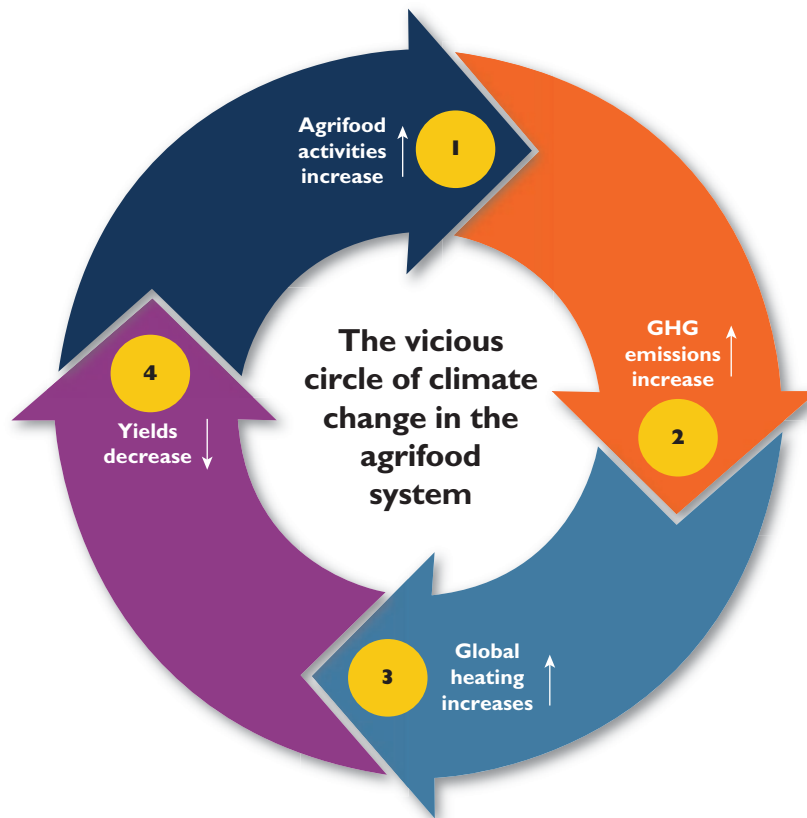 Agrifood
activities
increase
1
GHG
emissions
increase
2
The vicious
circle of climate
change in the
agrifood
system
4
Yields
decrease
3
Global
heating
increases